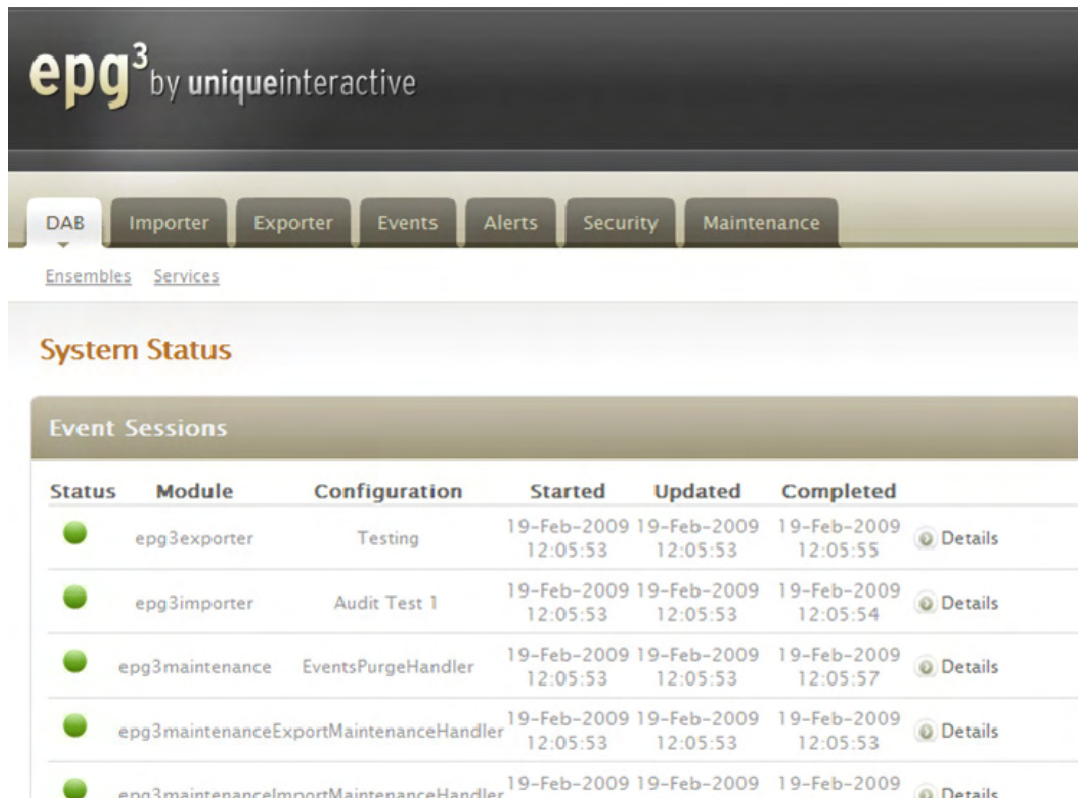 epg3 by uniqueinteractive
DAB Importer Exporter Events Alerts Security Maintenance
Ensembles Services
System Status
Event Sessions
Status Module Configuration Started Updated Completed
19-Feb-2009 19-Feb-2009 19-Feb-2009
epg3exporter Testing Details
12:05:53 12:05:53 12:05:55
19-Feb-2009 19-Feb-2009 19-Feb-2009
epg3importer Audit Test 1 Details
12:05:53 12:05:53 12:05:54
19-Feb-2009 19-Feb-2009 19-Feb-2009
epg3maintenance EventsPurgeHandler Details
12:05:53 12:05:53 12:05:57
19-Feb-2009 19-Feb-2009 19-Feb-2009
epg3maintenanceExportMaintenanceHandler Details
12:05:53 12:05:53 12:05:53
19-Feb-2009 19-Feb-2009 19-Feb-2009
epg3maintenanceImportMaintenanceHandler Details